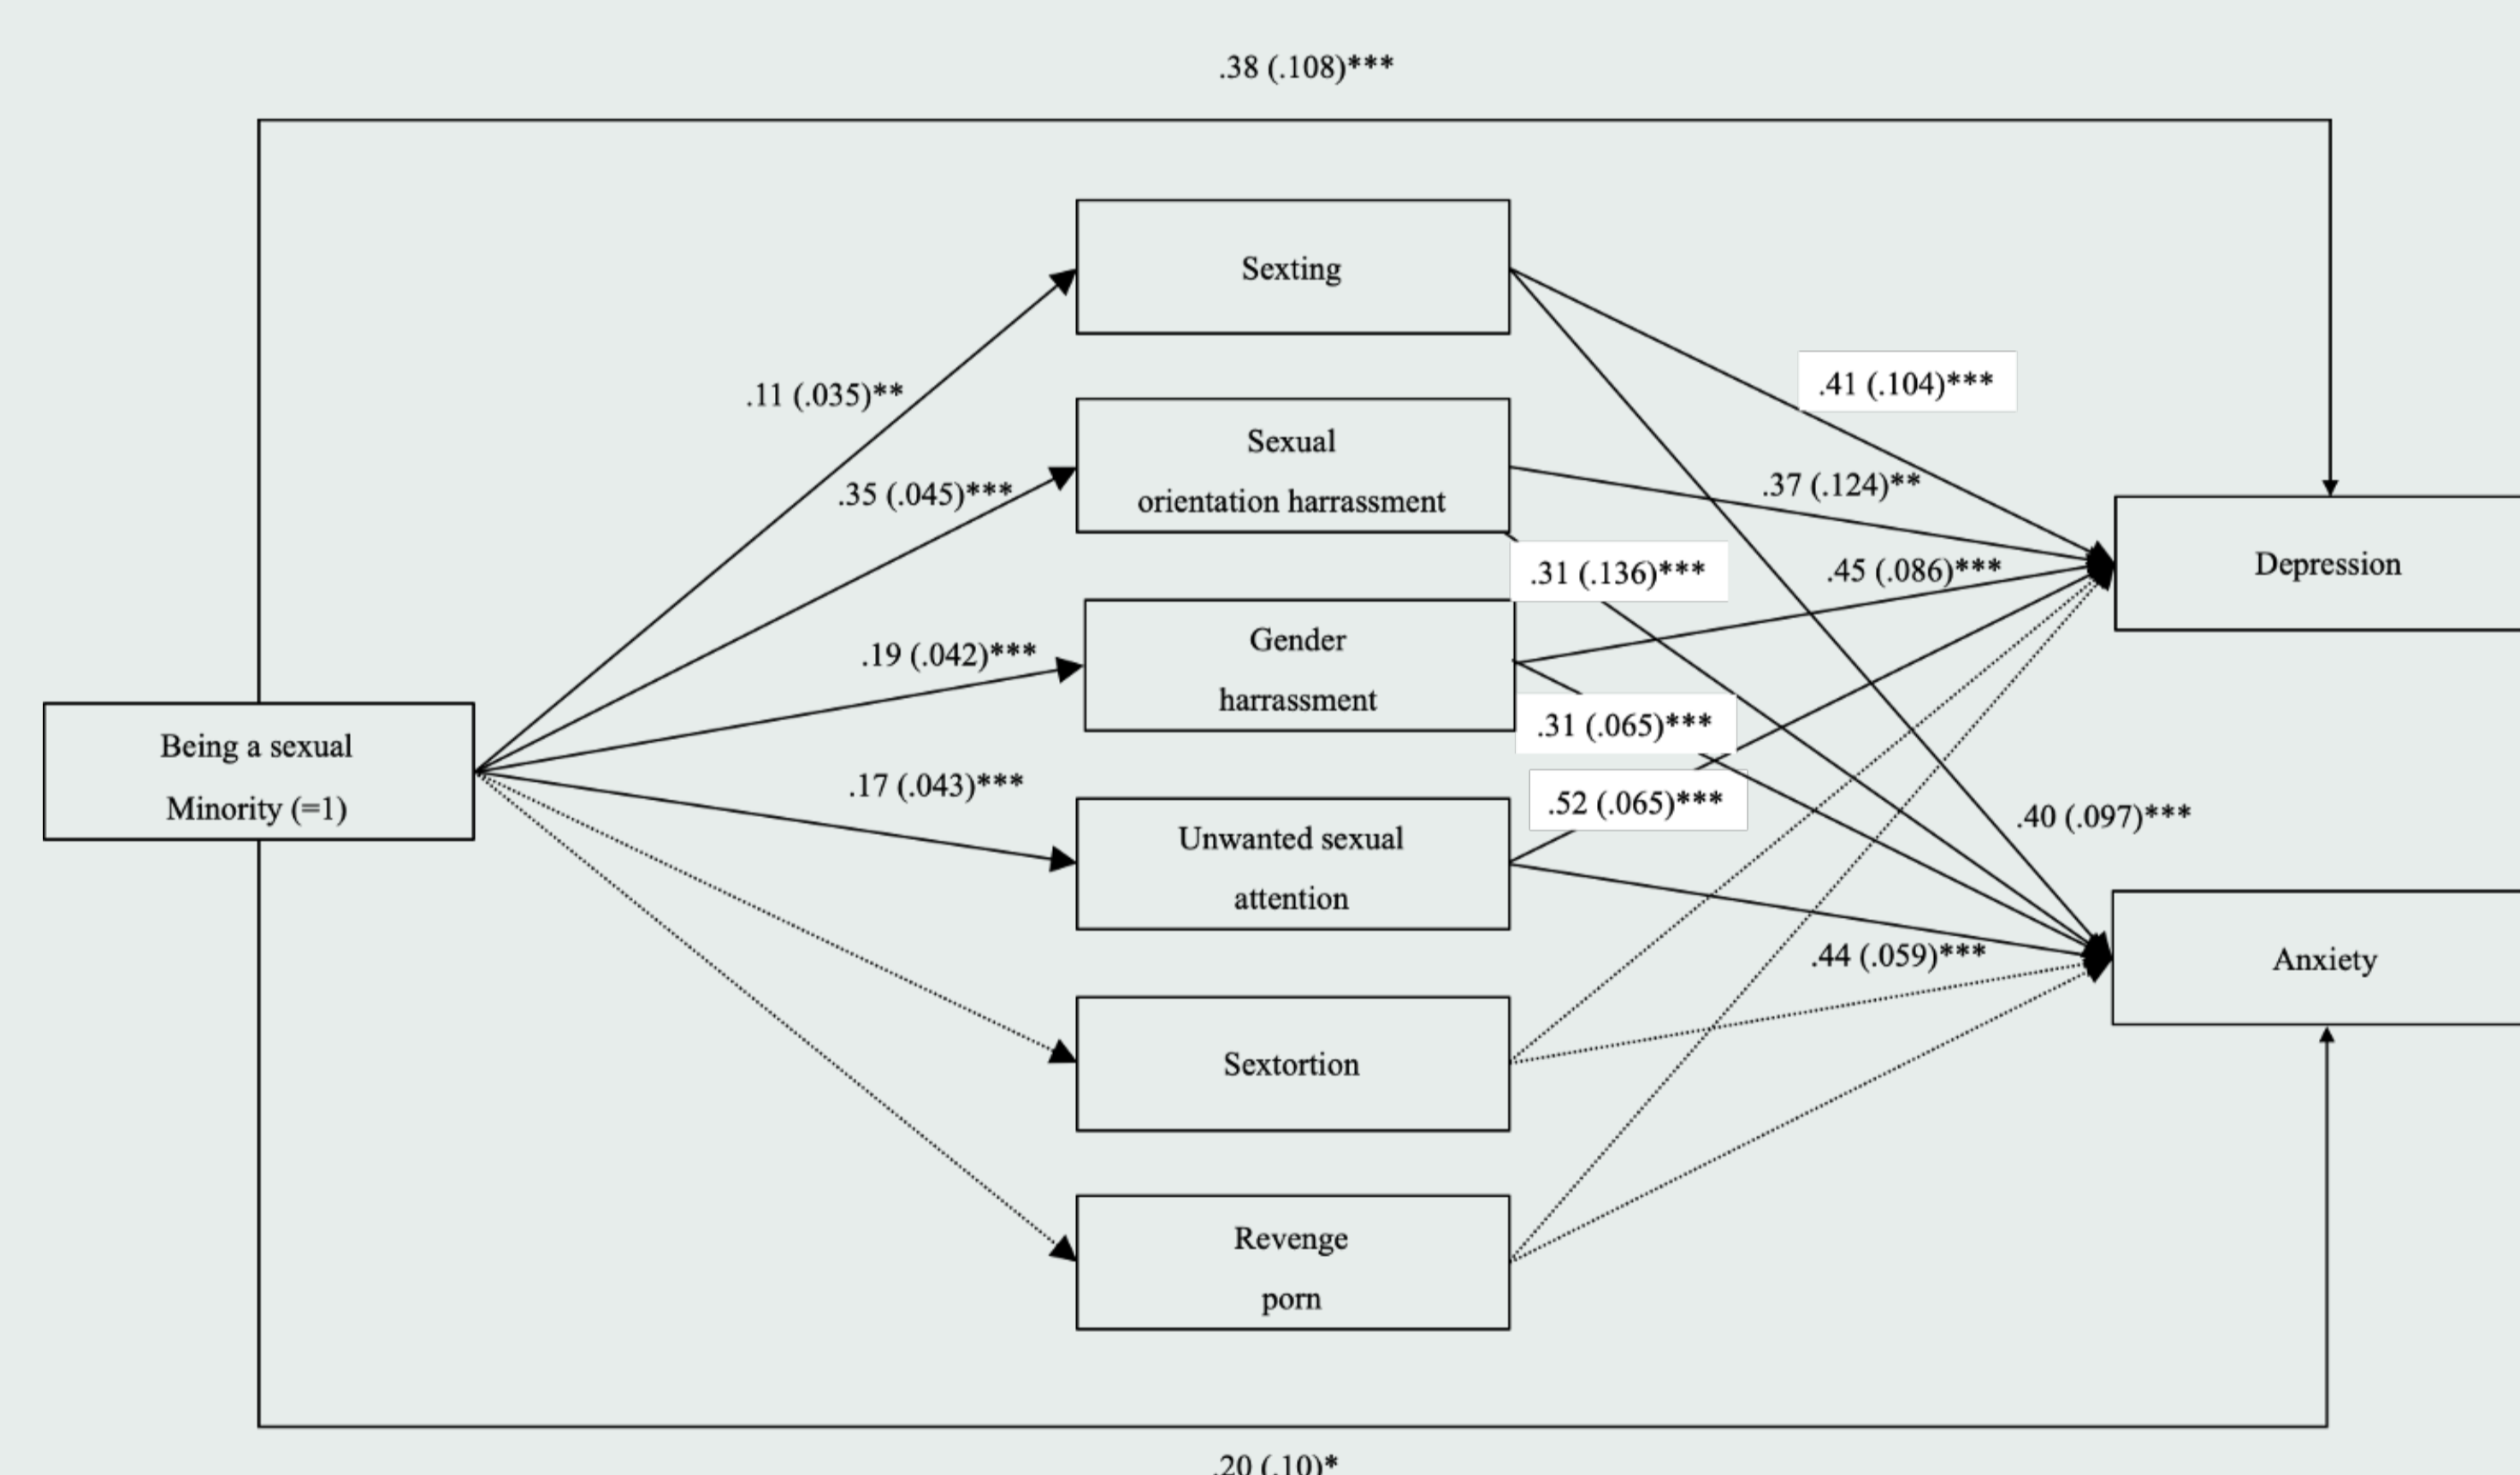 .38 (.108)***
Sexting
.11 (.035)**
.41 (.104)***
Sexual
orientation harrassment
.35 (.045)***
.37 (.124)**
.31 (.136)***
.45 (.086)***
Depression
Gender
harrassment
.19 (.042)***
.31 (.065)***
Being a sexual
Minority (=1)
.17 (.043)***
.52 (.065)***
Unwanted sexual
attention
.40 (.097)***
.44 (.059)***
Anxiety
Sextortion
Revenge
porn
.20 (.10)*